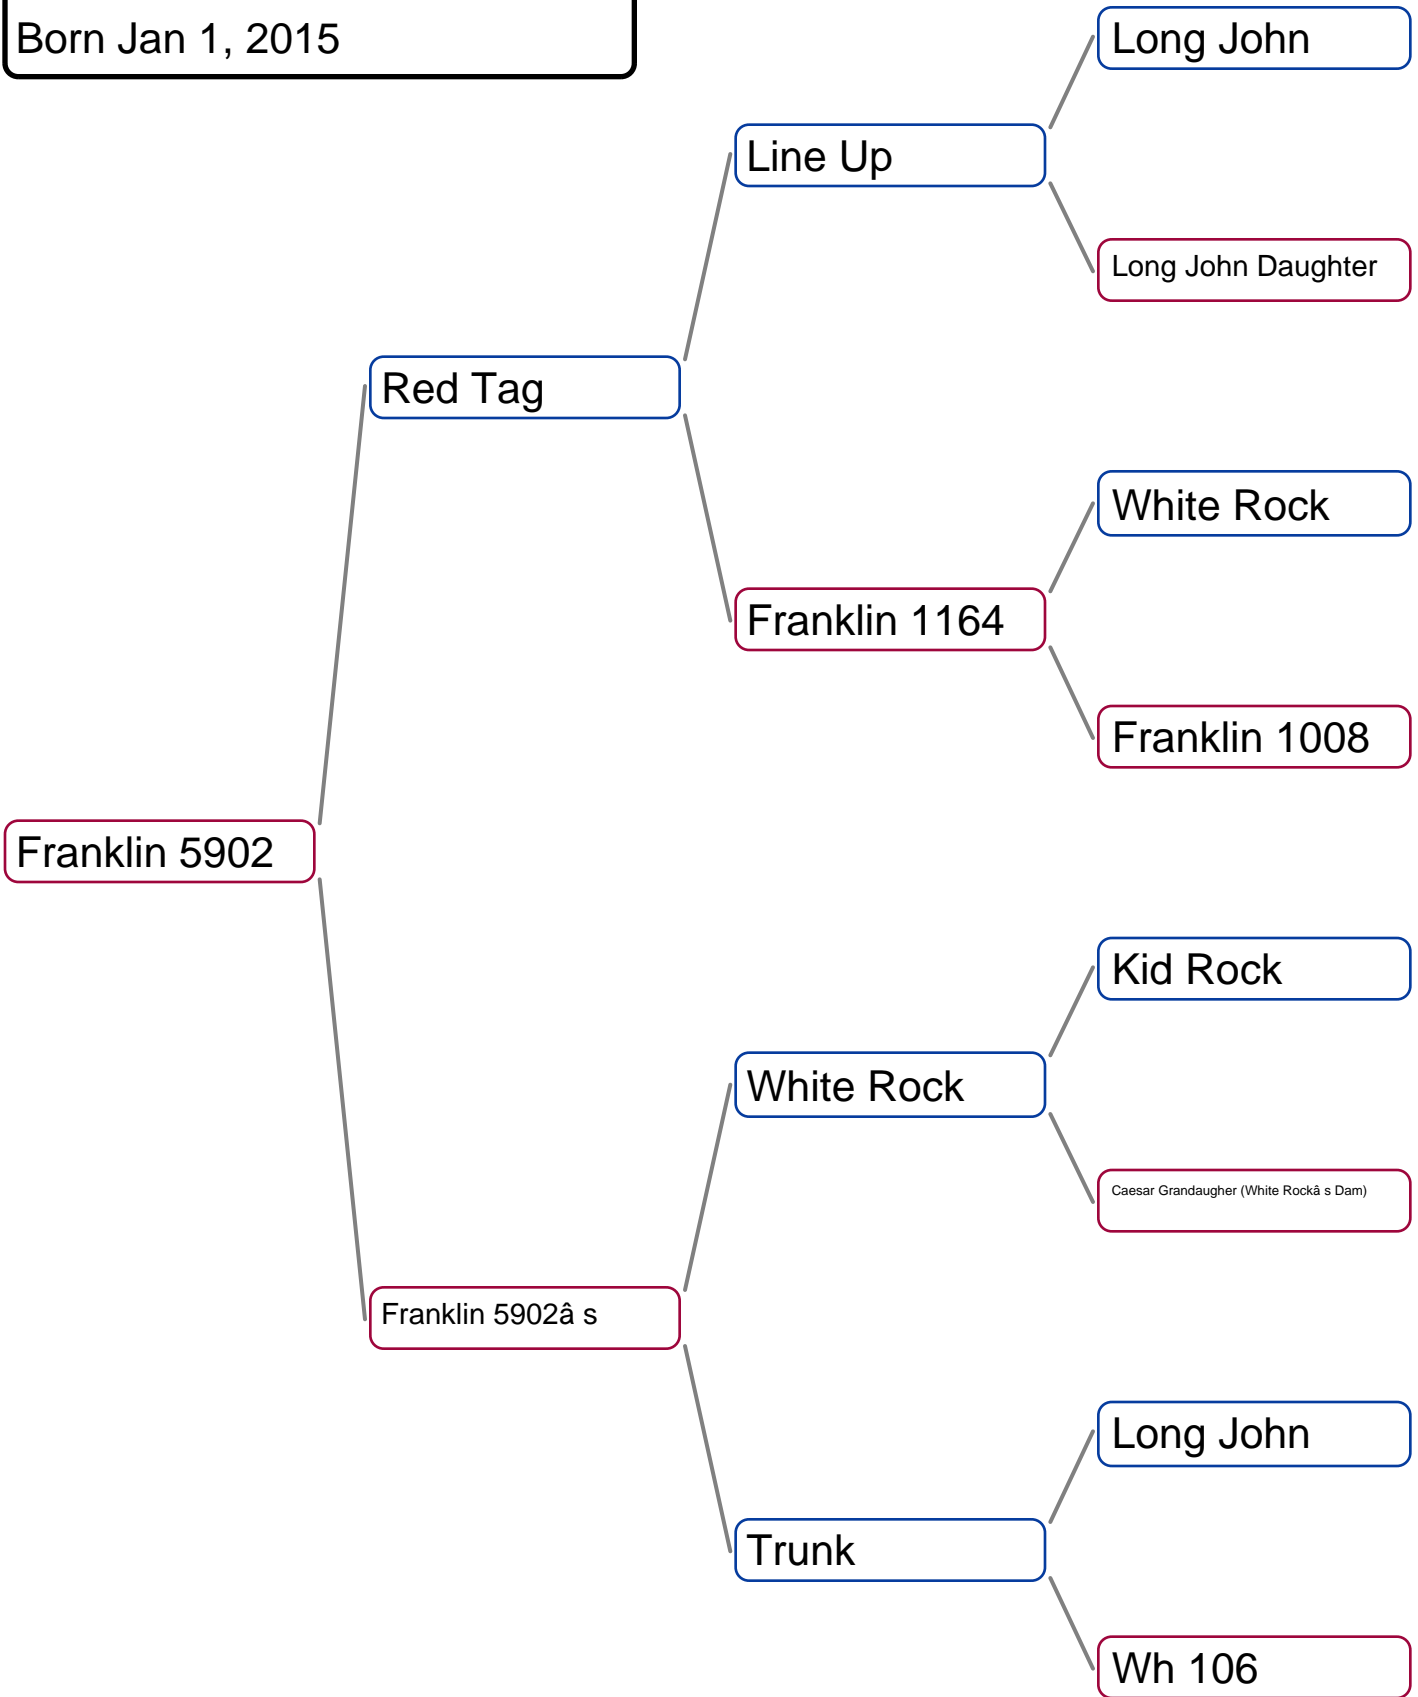 Born Jan 1, 2015
Long John
Line Up
Long John Daughter
Red Tag
White Rock
Franklin 1164
Franklin 1008
Franklin 5902
Kid Rock
White Rock
Caesar Grandaugher (White Rockâ s Dam)
Franklin 5902â s
Long John
Trunk
Wh 106